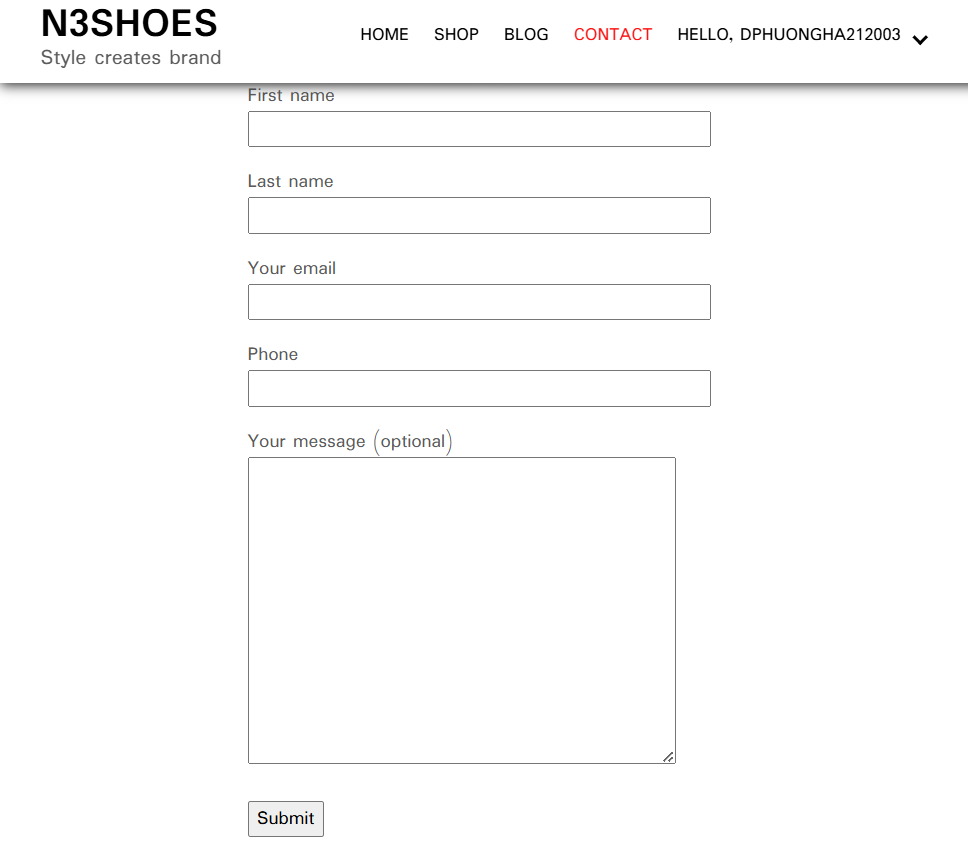 N3SHOES
Style creates brand
HOME SHOP BLOG CONTACT HELLO, DPHUONGHA212003
First name
Last name
Your email
Phone
Your message (optional)
Submit